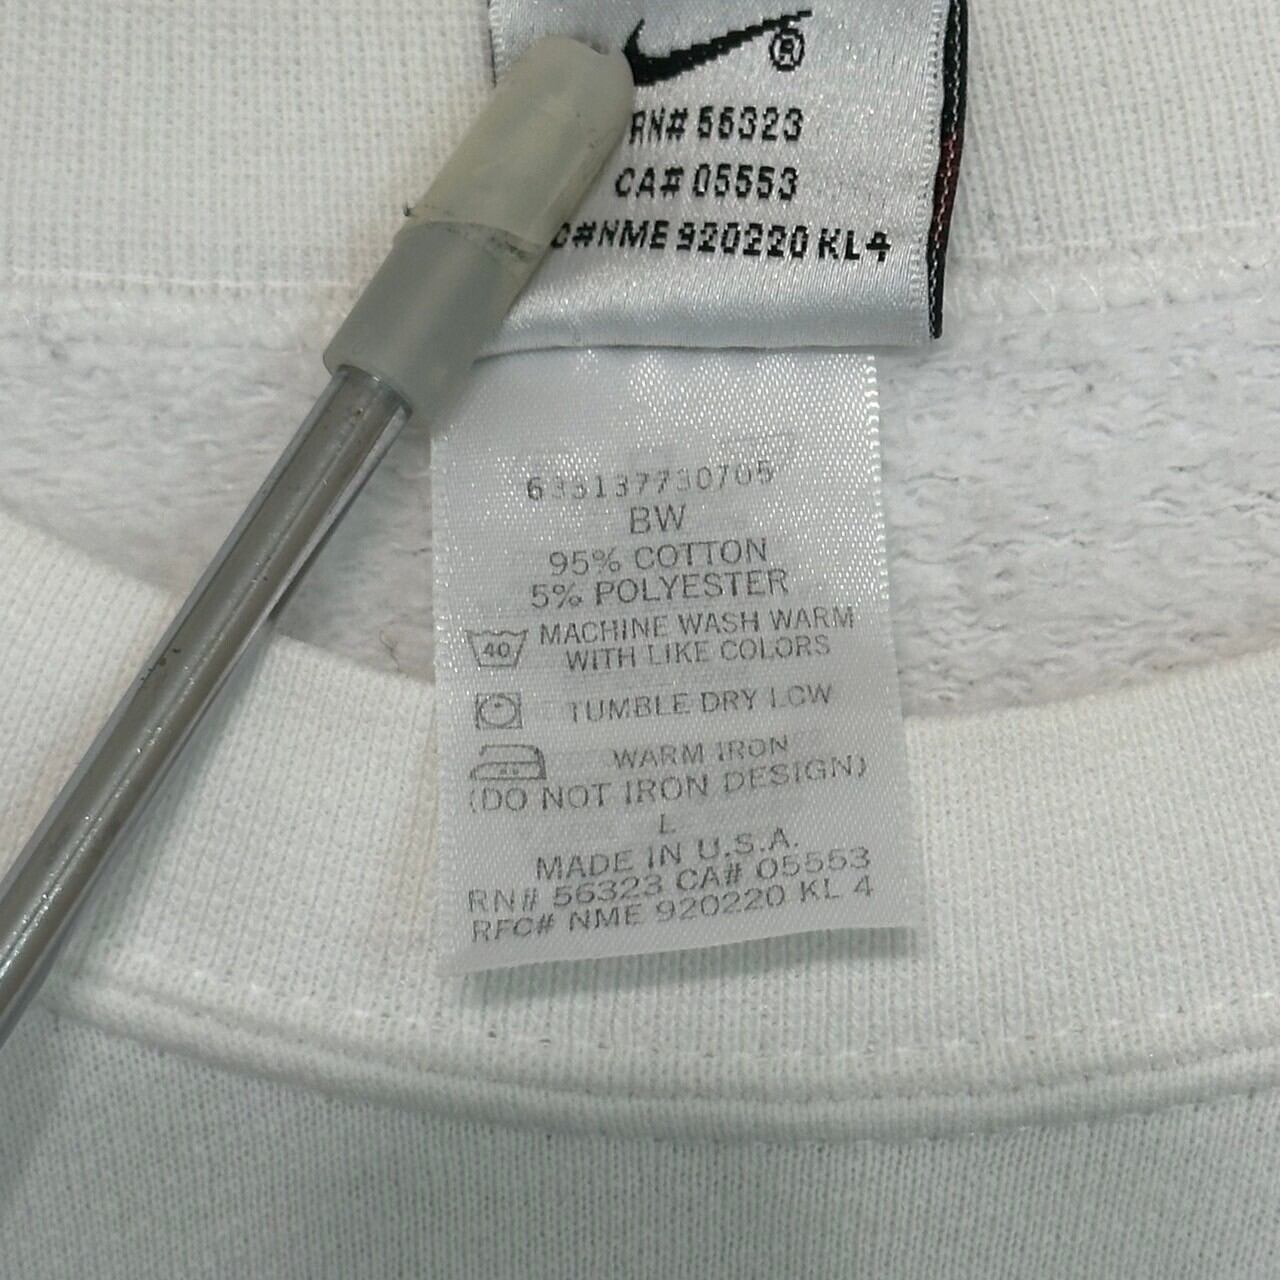 ®
RN# 56323
CA# 05553
C#NME 920220 KL4
633137730705
BW
95% COTTON
5% POLYESTER
40
MACHINE WASH WARM
WITH LIKE COLORS
TUMBLE DRY LOW
WARM IRON
(DO NOT IRON DESIGN)
L
MADE IN U.S.A.
RN# 56323 CA# 05553
RFC# NME 920220 KL 4